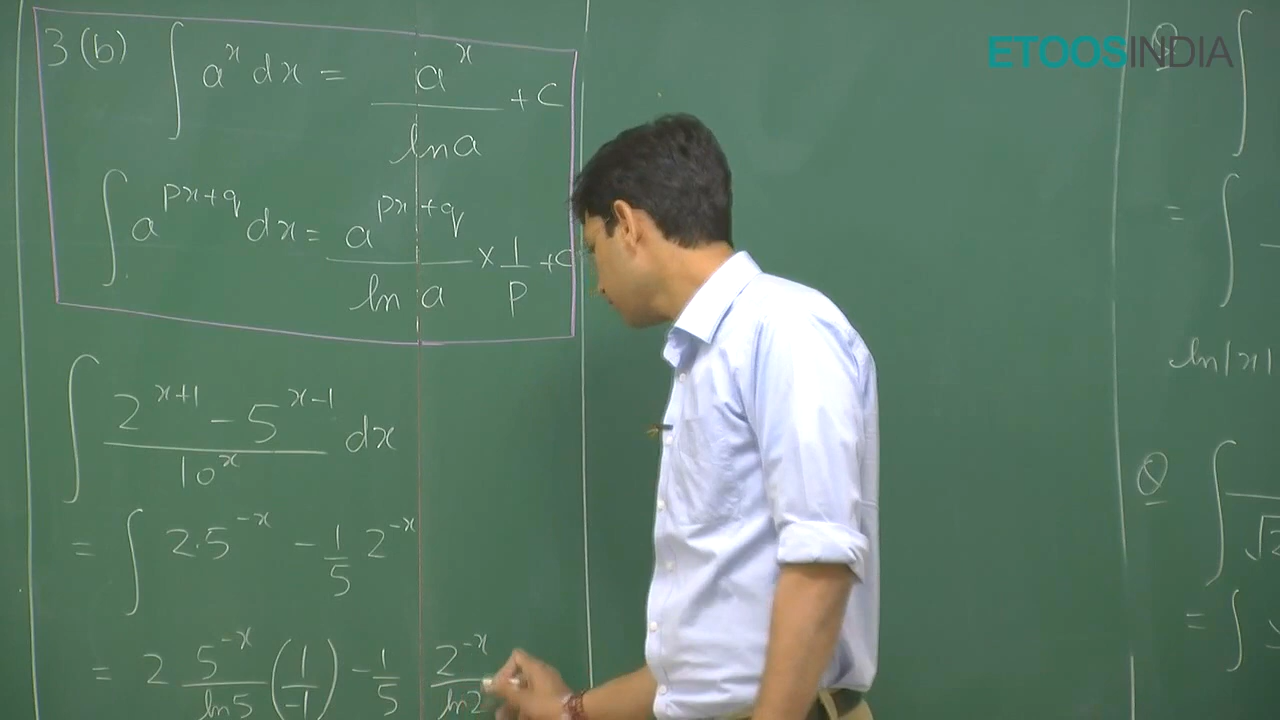 3(b) ∫ a^x dx = a^x / ln a + C
∫ a^(px+q) dx = a^(px+q) / ln a × 1/p + C
∫ (2^(x+1) - 5^(x-1)) / 10^x dx
= ∫ 2·5^(-x) - 1/5 2^(-x)
= 2 5^(-x) / ln5 (1/-1) - 1/5 2^(-x) / ln2
ETOOSINDIA
Q ∫
= ∫
ln|x|
Q ∫ √2
= ∫